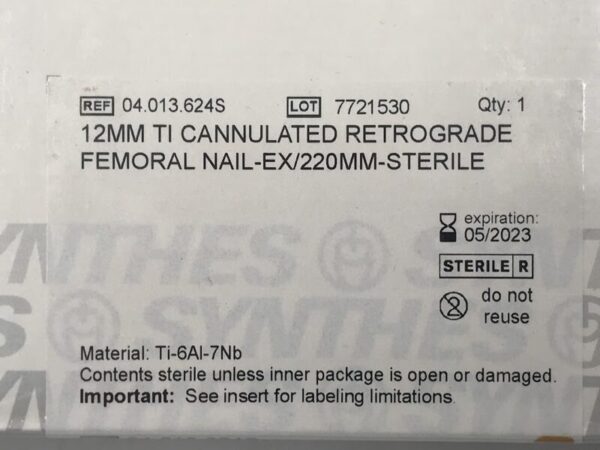 REF 04.013.624S LOT 7721530 Qty: 1
12MM TI CANNULATED RETROGRADE
FEMORAL NAIL-EX/220MM-STERILE
expiration:
05/2023
STERILE R
2 do not
reuse
SYNTHES
SYNTHES
Material: Ti-6Al-7Nb
Contents sterile unless inner package is open or damaged.
Important: See insert for labeling limitations.